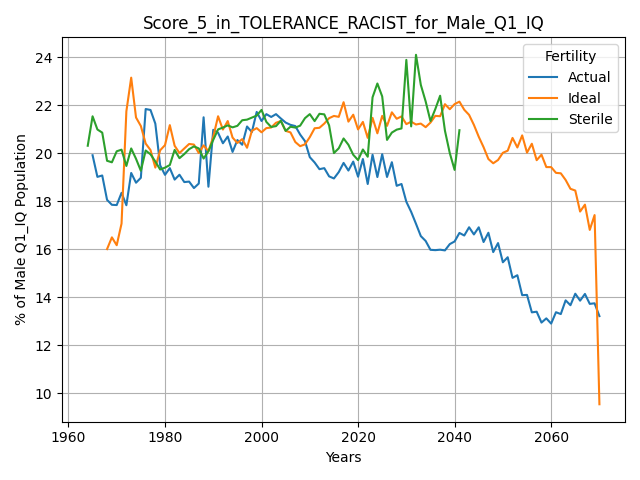 Score_5_in_TOLERANCE_RACIST_for_Male_Q1_IQ
Fertility
Actual
Ideal
Sterile
% of Male Q1_IQ Population
24
22
20
18
16
14
12
10
1960
1980
2000
2020
2040
2060
Years